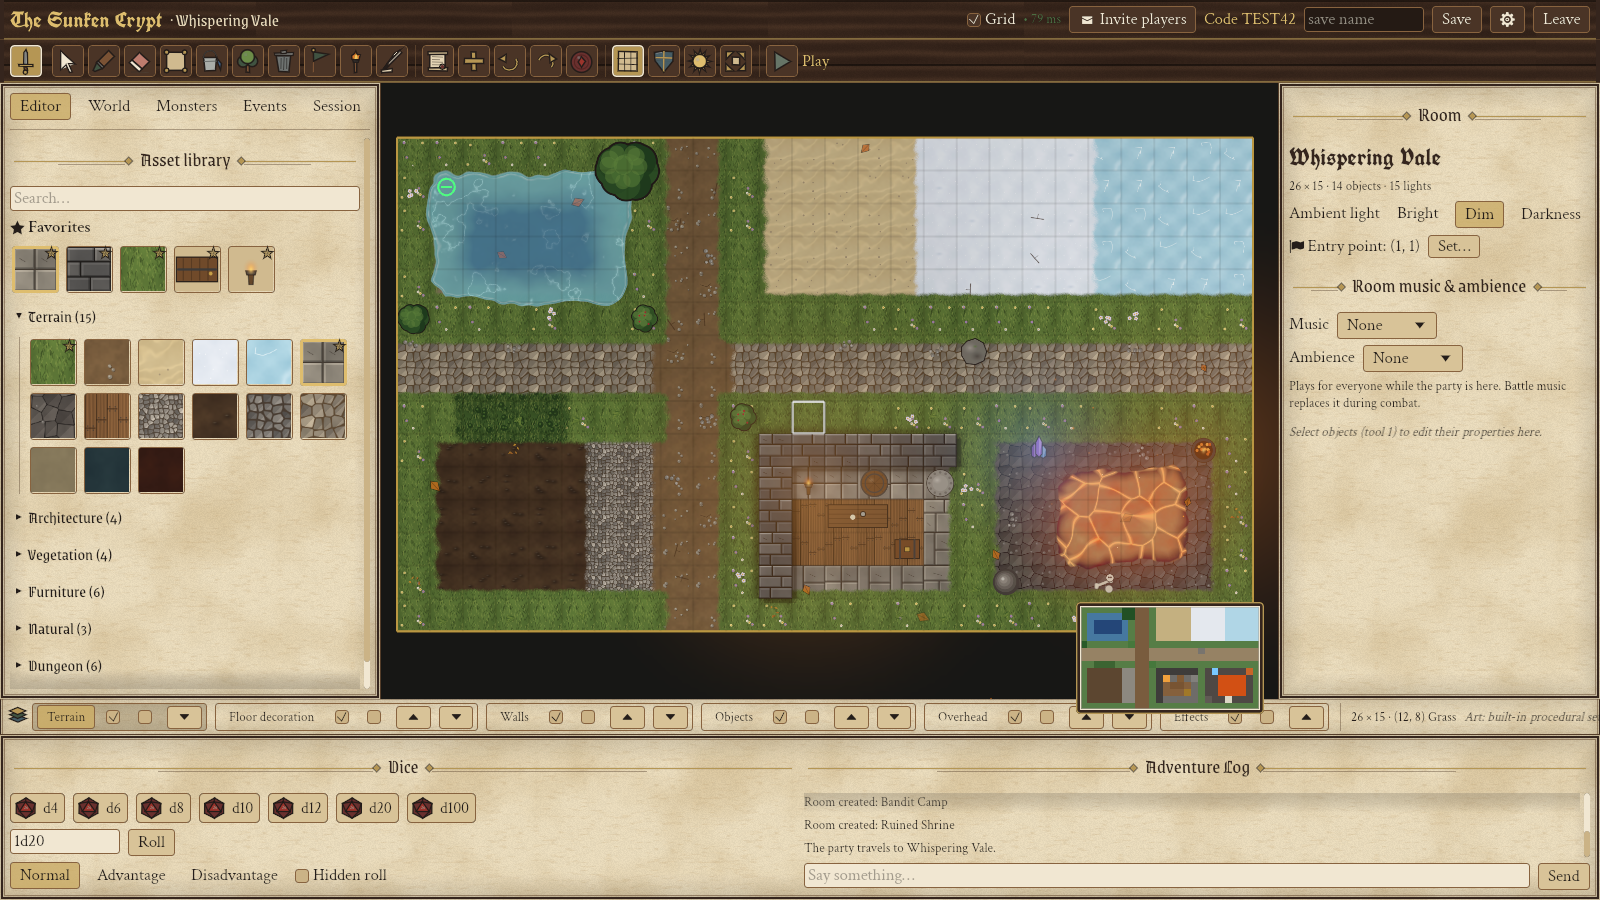 The Sunken Crypt · Whispering Vale
Grid • 79 ms Invite players Code TEST42 save name Save Leave
Play
Editor World Monsters Events Session
Asset library
Search...
Favorites
Terrain (15)
Architecture (4)
Vegetation (4)
Furniture (6)
Natural (3)
Dungeon (6)
Room
Whispering Vale
26 × 15 · 14 objects · 15 lights
Ambient light Bright Dim Darkness
Entry point: (1, 1) Set...
Room music & ambience
Music None
Ambience None
Plays for everyone while the party is here. Battle music
replaces it during combat.
Select objects (tool 1) to edit their properties here.
Terrain Floor decoration Walls Objects Overhead Effects 26 × 15 · (12, 8) Grass Art: built-in procedural
Dice
d4 d6 d8 d10 d12 d20 d100
1d20 Roll
Normal Advantage Disadvantage Hidden roll
Adventure Log
Room created: Bandit Camp
Room created: Ruined Shrine
The party travels to Whispering Vale.
Say something... Send